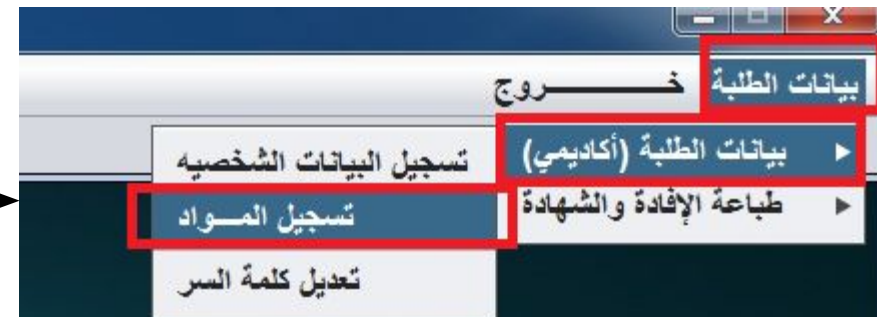 بيانات الطلبة خـــــــروج
بيانات الطلبة (أكاديمي)
طباعة الإفادة والشهادة
تسجيل البيانات الشخصيه
تسجيل المـــواد
تعديل كلمة السر